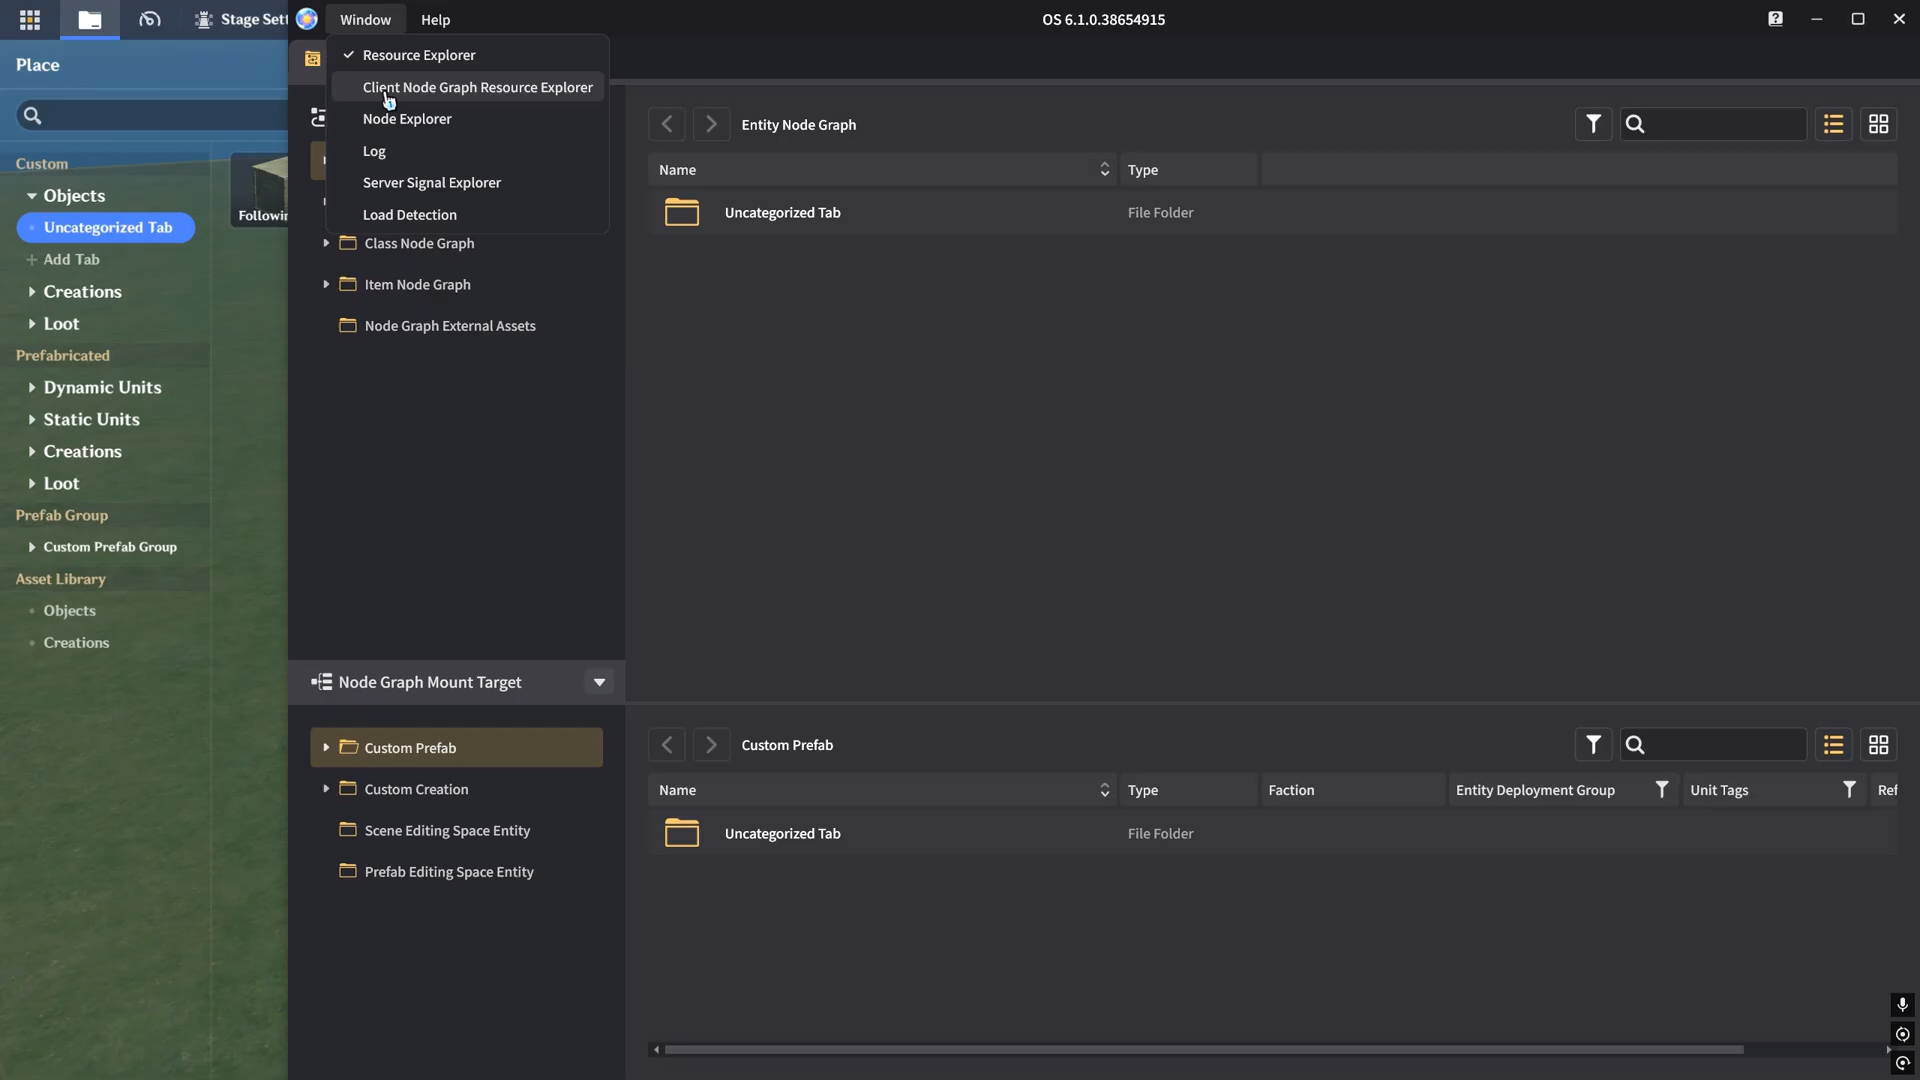 Stage Set
Window
Help
OS 6.1.0.38654915
Place
Custom
Objects
Uncategorized Tab
Add Tab
Creations
Loot
Prefabricated
Dynamic Units
Static Units
Creations
Loot
Prefab Group
Custom Prefab Group
Asset Library
Objects
Creations
Followin
Resource Explorer
Client Node Graph Resource Explorer
Node Explorer
Log
Server Signal Explorer
Load Detection
Class Node Graph
Item Node Graph
Node Graph External Assets
Entity Node Graph
Name
Type
Uncategorized Tab
File Folder
Node Graph Mount Target
Custom Prefab
Custom Creation
Scene Editing Space Entity
Prefab Editing Space Entity
Custom Prefab
Name
Type
Faction
Entity Deployment Group
Unit Tags
Ref
Uncategorized Tab
File Folder